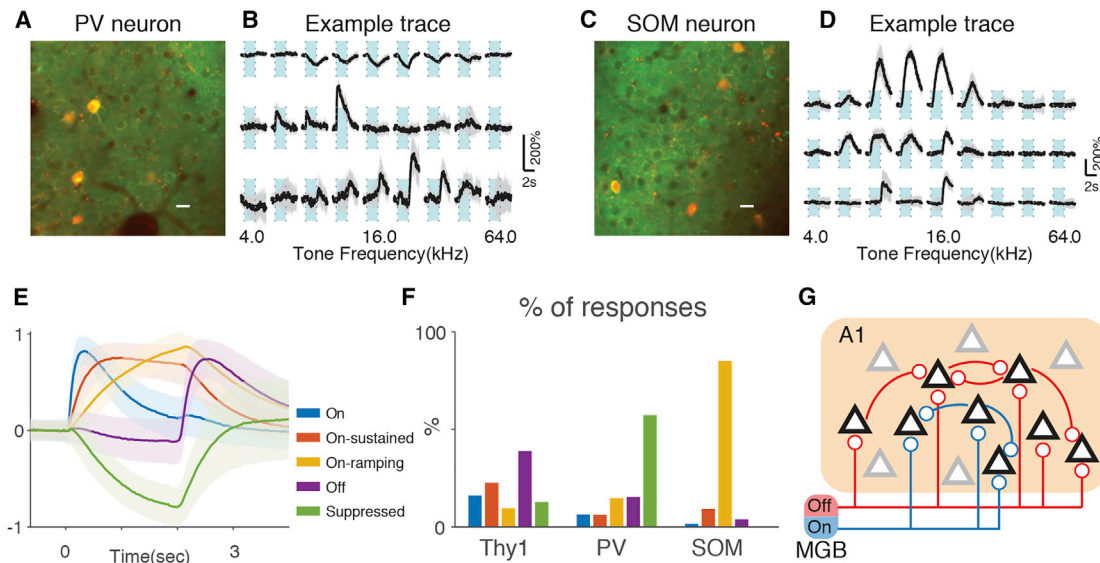 A PV neuron
B Example trace
200%
2s
4.0 16.0 64.0
Tone Frequency(kHz)
C SOM neuron
D Example trace
200%
2s
4.0 16.0 64.0
Tone Frequency(kHz)
E
1
0
-1
0 3
Time(sec)
On
On-sustained
On-ramping
Off
Suppressed
F
% of responses
100
%
0
Thy1 PV SOM
G
A1
Off
On
MGB